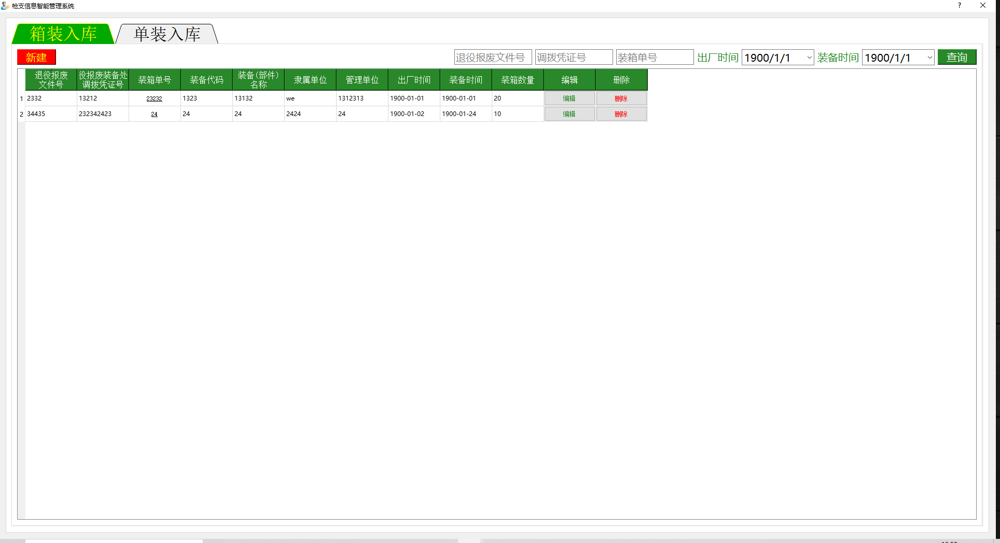 枪支信息智能管理系统
?
箱装入库 单装入库
新建 退役报废文件号 调拨凭证号 装箱单号 出厂时间 1900/1/1 装备时间 1900/1/1 查询
退役报废
文件号
役报废装备处
调拨凭证号
装箱单号
装备代码
装备(部件)
名称
隶属单位
管理单位
出厂时间
装备时间
装箱数量
编辑
删除
1 2332 13212 23232 1323 13132 we 1312313 1900-01-01 1900-01-01 20 编辑 删除
2 34435 232342423 24 24 24 2424 24 1900-01-02 1900-01-24 10 编辑 删除